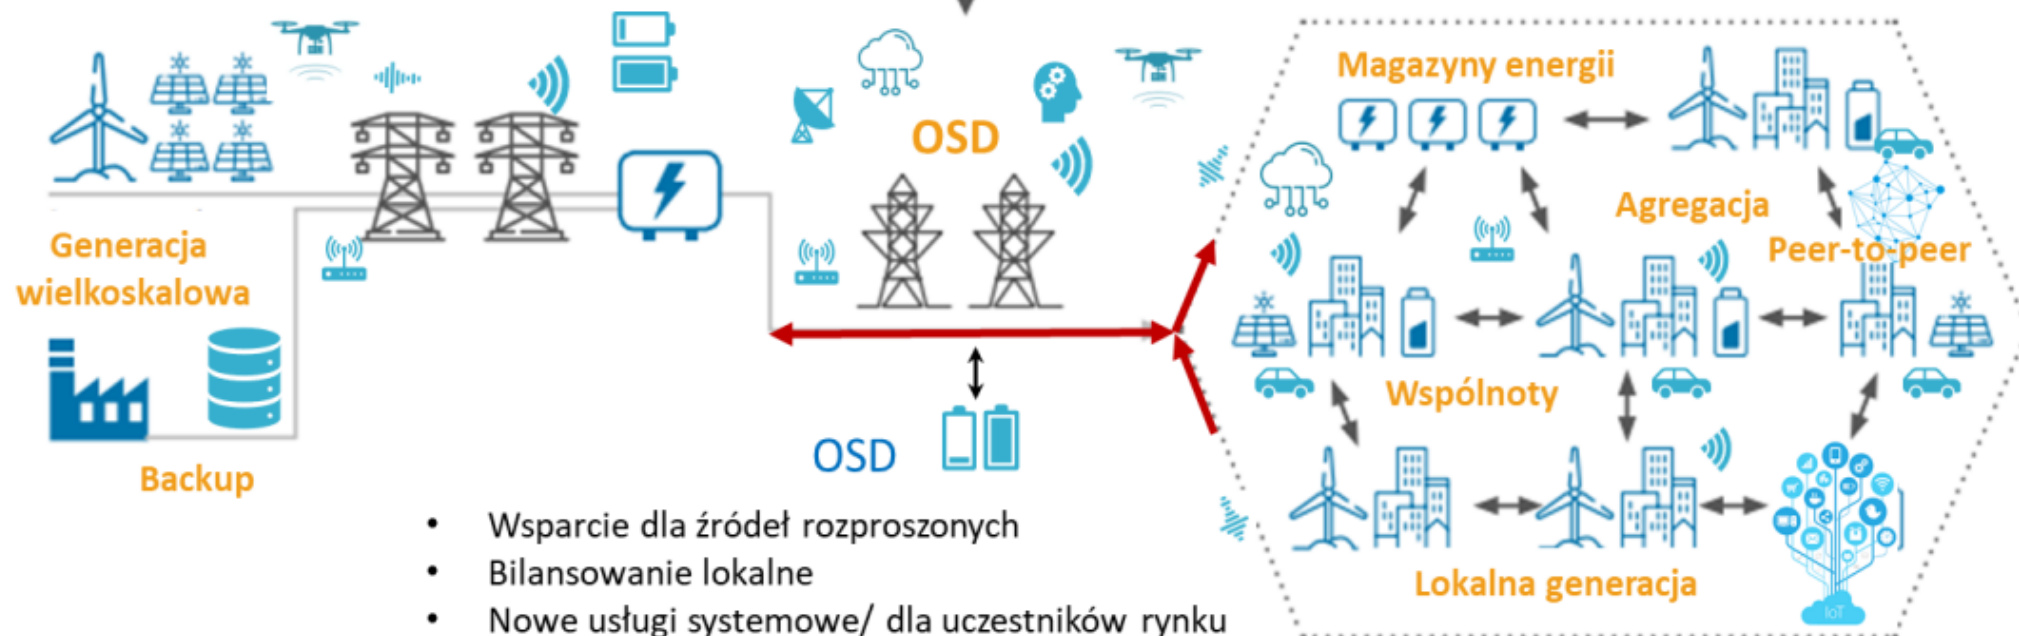 Generacja
wielkoskalowa
Backup
OSD
OSD
• Wsparcie dla źródeł rozproszonych
• Bilansowanie lokalne
• Nowe usługi systemowe/ dla uczestników rynku
Magazyny energii
Agregacja
Peer-to-peer
Wspólnoty
Lokalna generacja
IoT